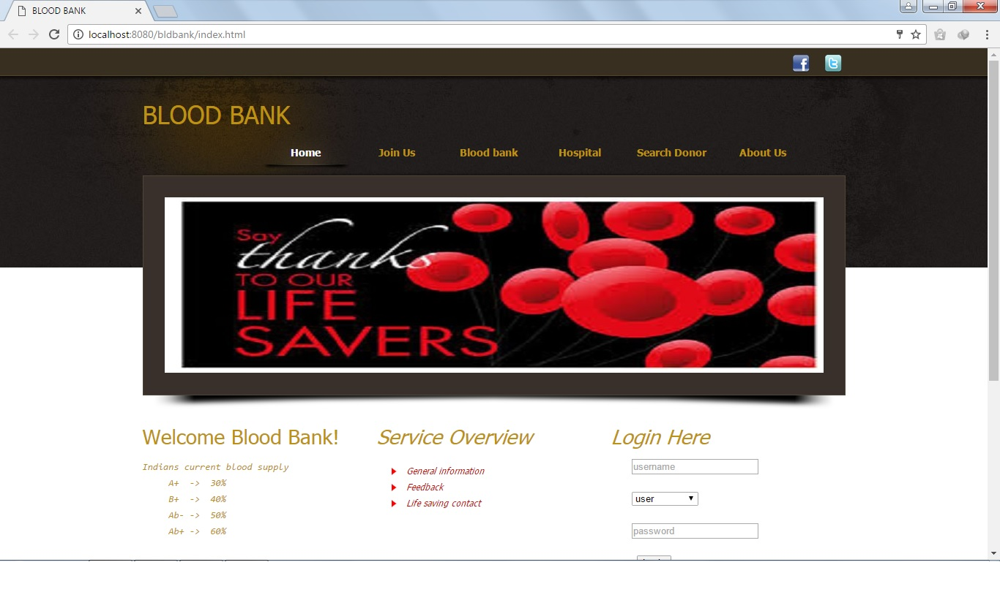 BLOOD BANK
localhost:8080/bldbank/index.html
BLOOD BANK
Home Join Us Blood bank Hospital Search Donor About Us
Say
thanks
TO OUR
LIFE
SAVERS
Welcome Blood Bank!
Indians current blood supply
A+ -> 30%
B+ -> 40%
Ab- -> 50%
Ab+ -> 60%
Service Overview
General information
Feedback
Life saving contact
Login Here
username
user
password